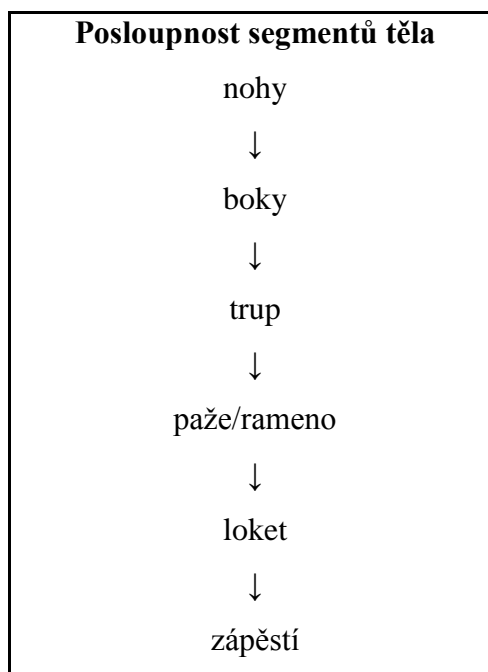 Posloupnost segmentů těla
nohy
↓
boky
↓
trup
↓
paže/rameno
↓
loket
↓
zápěstí